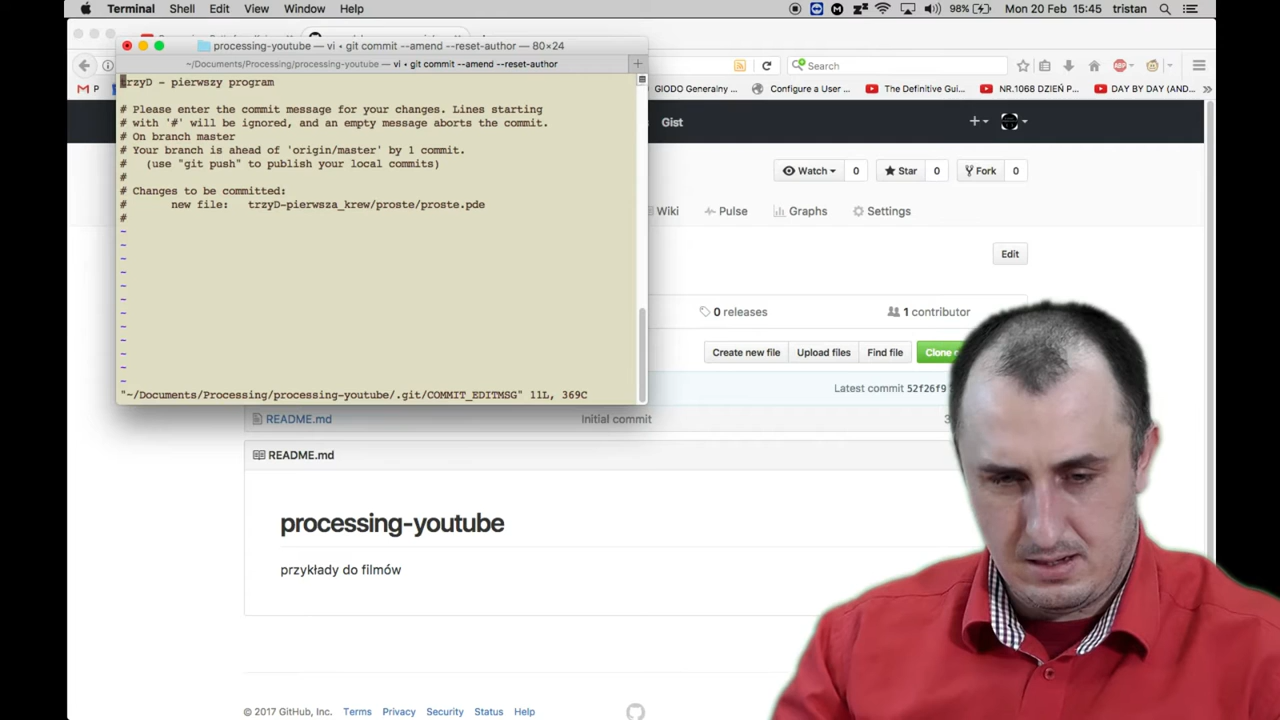 Terminal Shell Edit View Window Help 98% Mon 20 Feb 15:45 tristan
processing-youtube — vi • git commit --amend --reset-author — 80×24
~/Documents/Processing/processing-youtube — vi • git commit --amend --reset-author
Search
M P
GIODO Generalny ... Configure a User ... The Definitive Gui... NR.1068 DZIEŃ P... DAY BY DAY (AND...
trzyD - pierwszy program
# Please enter the commit message for your changes. Lines starting
# with '#' will be ignored, and an empty message aborts the commit.
# On branch master
# Your branch is ahead of 'origin/master' by 1 commit.
#   (use "git push" to publish your local commits)
#
# Changes to be committed:
#       new file:   trzyD-pierwsza_krew/proste/proste.pde
#
~
~
~
~
~
~
~
~
~
~
~
~
"~/Documents/Processing/processing-youtube/.git/COMMIT_EDITMSG" 11L, 369C
Gist
Watch 0 Star 0 Fork 0
Wiki Pulse Graphs Settings
Edit
0 releases 1 contributor
Create new file Upload files Find file Clone
Latest commit 52f26f9
README.md Initial commit
README.md
processing-youtube
przykłady do filmów
© 2017 GitHub, Inc. Terms Privacy Security Status Help